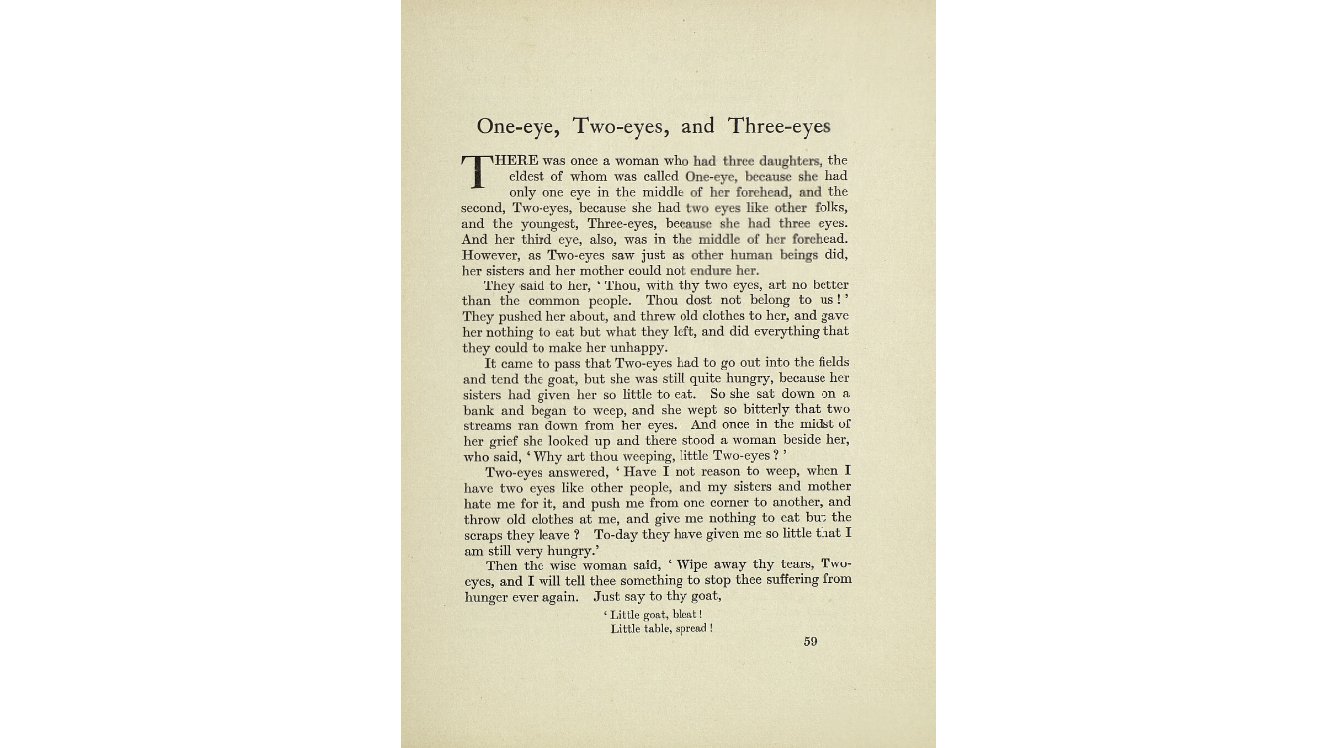 One-eye, Two-eyes, and Three-eyes
THERE was once a woman who had three daughters, the
eldest of whom was called One-eye, because she had
only one eye in the middle of her forehead, and the
second, Two-eyes, because she had two eyes like other folks,
and the youngest, Three-eyes, because she had three eyes.
And her third eye, also, was in the middle of her forehead.
However, as Two-eyes saw just as other human beings did,
her sisters and her mother could not endure her.
They said to her, ‘ Thou, with thy two eyes, art no better
than the common people. Thou dost not belong to us ! ’
They pushed her about, and threw old clothes to her, and gave
her nothing to eat but what they left, and did everything that
they could to make her unhappy.
It came to pass that Two-eyes had to go out into the fields
and tend the goat, but she was still quite hungry, because her
sisters had given her so little to eat. So she sat down on a
bank and began to weep, and she wept so bitterly that two
streams ran down from her eyes. And once in the midst of
her grief she looked up and there stood a woman beside her,
who said, ‘ Why art thou weeping, little Two-eyes ? ’
Two-eyes answered, ‘ Have I not reason to weep, when I
have two eyes like other people, and my sisters and mother
hate me for it, and push me from one corner to another, and
throw old clothes at me, and give me nothing to eat but the
scraps they leave ? To-day they have given me so little that I
am still very hungry.’
Then the wise woman said, ‘ Wipe away thy tears, Two-
eyes, and I will tell thee something to stop thee suffering from
hunger ever again. Just say to thy goat,
‘ Little goat, bleat !
Little table, spread !
59